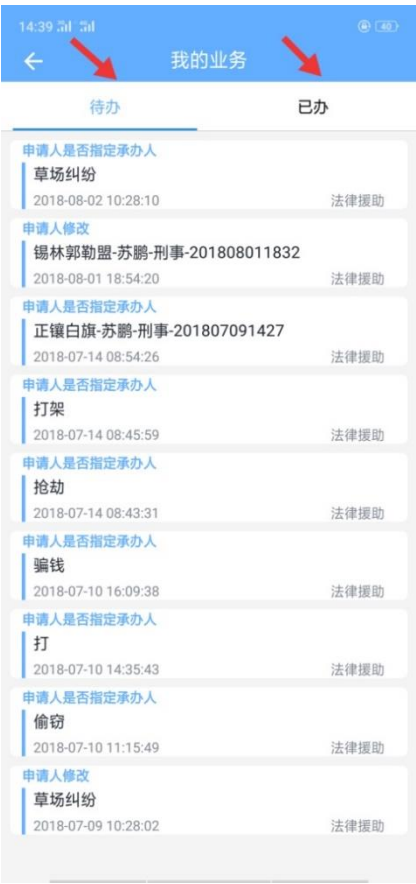 14:39
40
我的业务
待办
已办
申请人是否指定承办人
草场纠纷
2018-08-02 10:28:10 法律援助
申请人修改
锡林郭勒盟-苏鹏-刑事-201808011832
2018-08-01 18:54:20 法律援助
申请人是否指定承办人
正镶白旗-苏鹏-刑事-201807091427
2018-07-14 08:54:26 法律援助
申请人是否指定承办人
打架
2018-07-14 08:45:59 法律援助
申请人是否指定承办人
抢劫
2018-07-14 08:43:31 法律援助
申请人是否指定承办人
骗钱
2018-07-10 16:09:38 法律援助
申请人是否指定承办人
打
2018-07-10 14:35:43 法律援助
申请人是否指定承办人
偷窃
2018-07-10 11:15:49 法律援助
申请人修改
草场纠纷
2018-07-09 10:28:02 法律援助